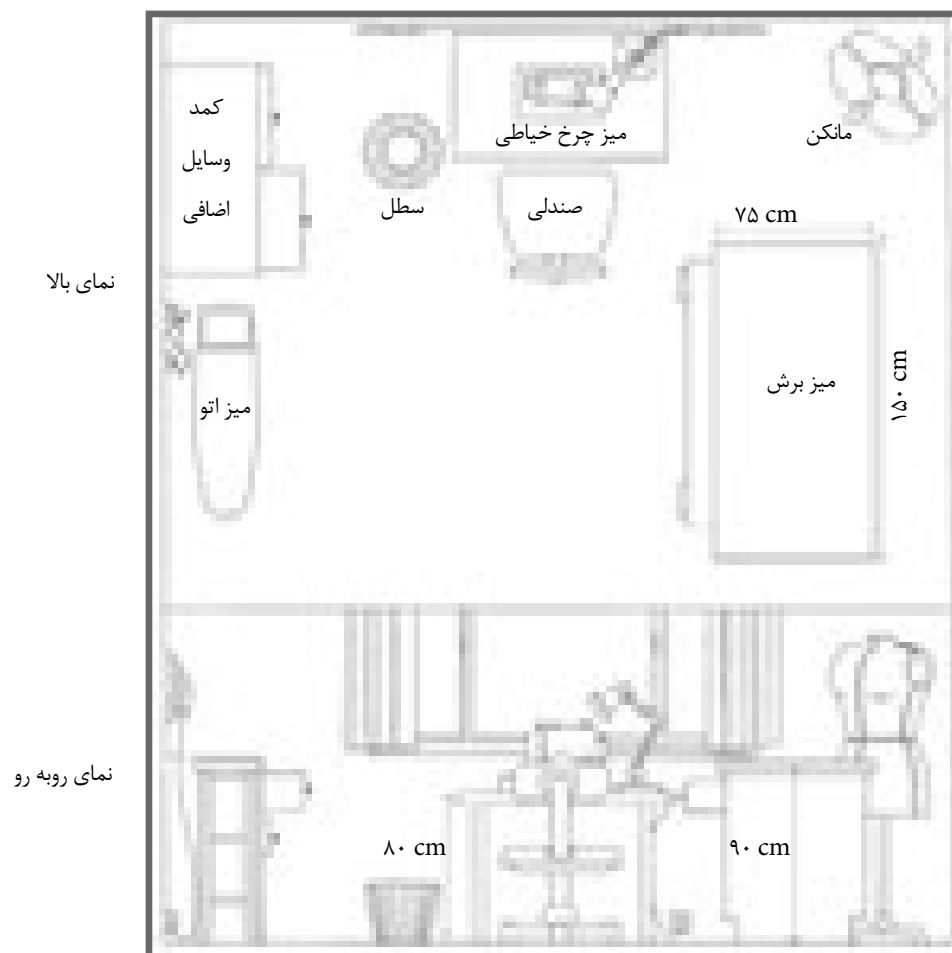 کمد
وسایل
اضافی
میز چرخ خیاطی
مانکن
سطل
صندلی
۷۵ cm
نمای بالا
میز برش
۱۵۰ cm
میز اتو
نمای روبه رو
۸۰ cm
۹۰ cm